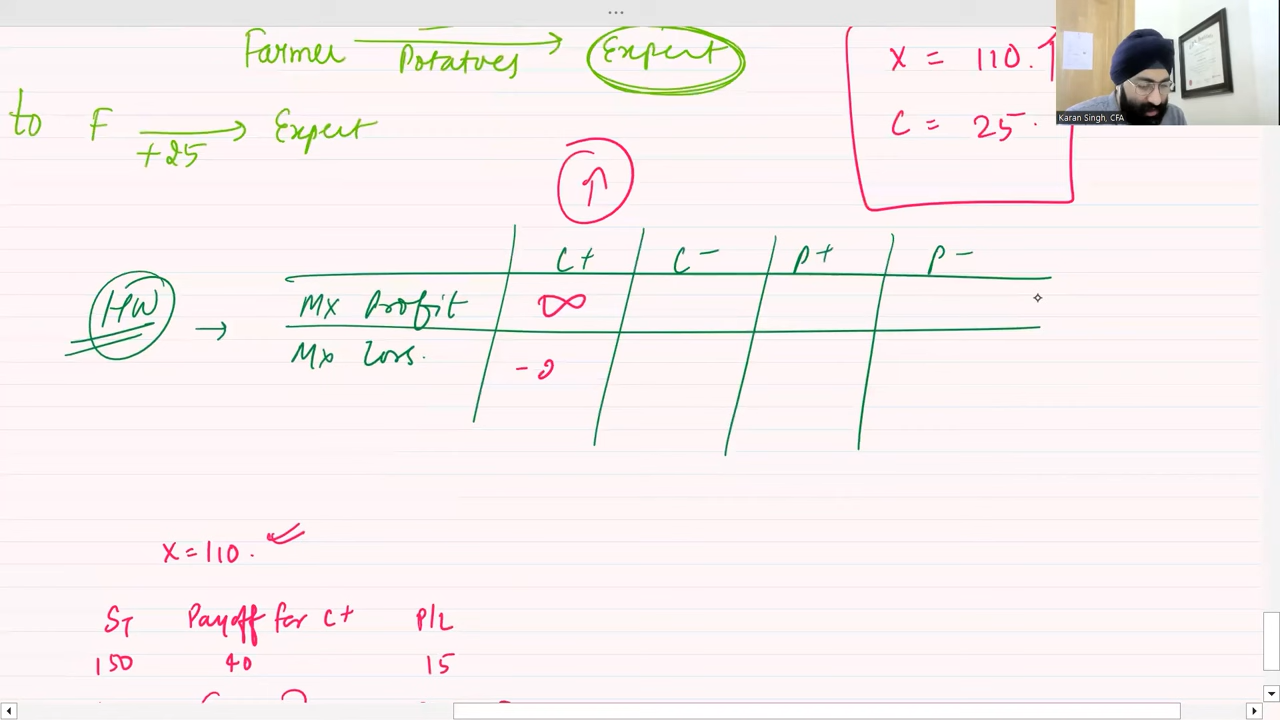 Farmer Potatoes Expert
X = 110.
Karan Singh, CFA
to F +25 Expert
C = 25.
C+ C- P+ P-
HW Mx Profit ∞
Mx Loss. -
X=110.
ST Payoff for C+ P/L
150 40 15